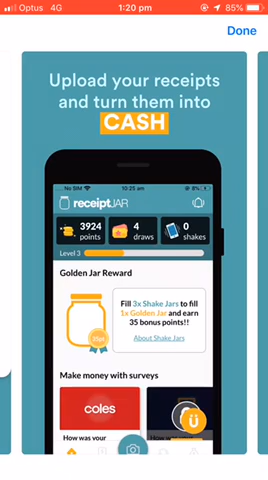 Optus 4G 1:20 pm 85%
Done
Upload your receipts
and turn them into
CASH
No SIM 10:25 am 8%
receiptJAR
3924 points 4 draws 0 shakes
Level 3
Golden Jar Reward
Fill 3x Shake Jars to fill
1x Golden Jar and earn
35 bonus points!!
About Shake Jars
Make money with surveys
coles
How was your